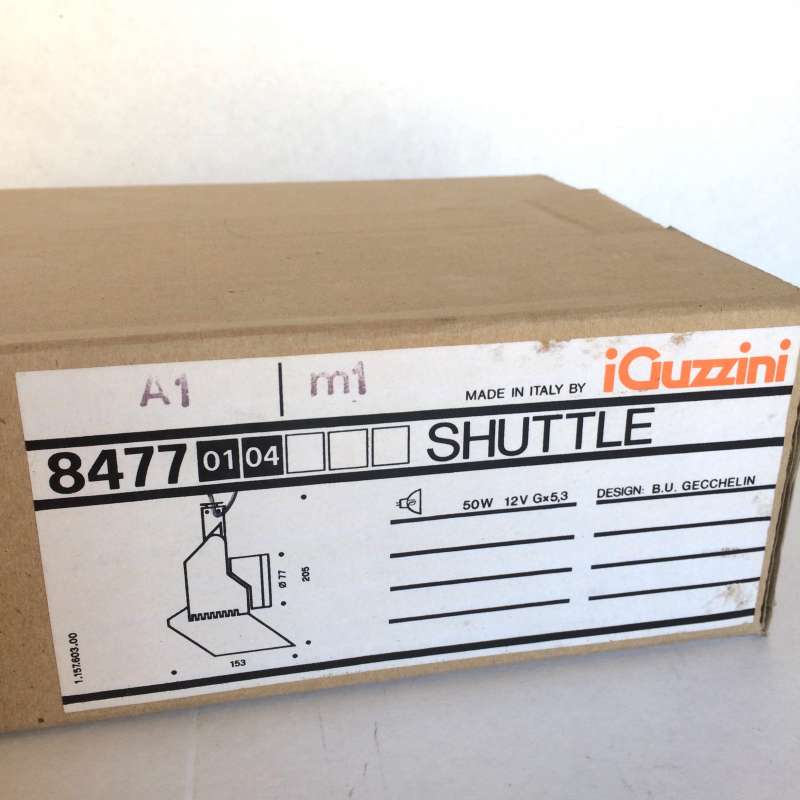 A1 m1 MADE IN ITALY BY iGuzzini
8477 01 04 SHUTTLE
50W 12V G×5,3 DESIGN: B.U. GECCHELIN
Ø 77
205
153
1.157.603.00